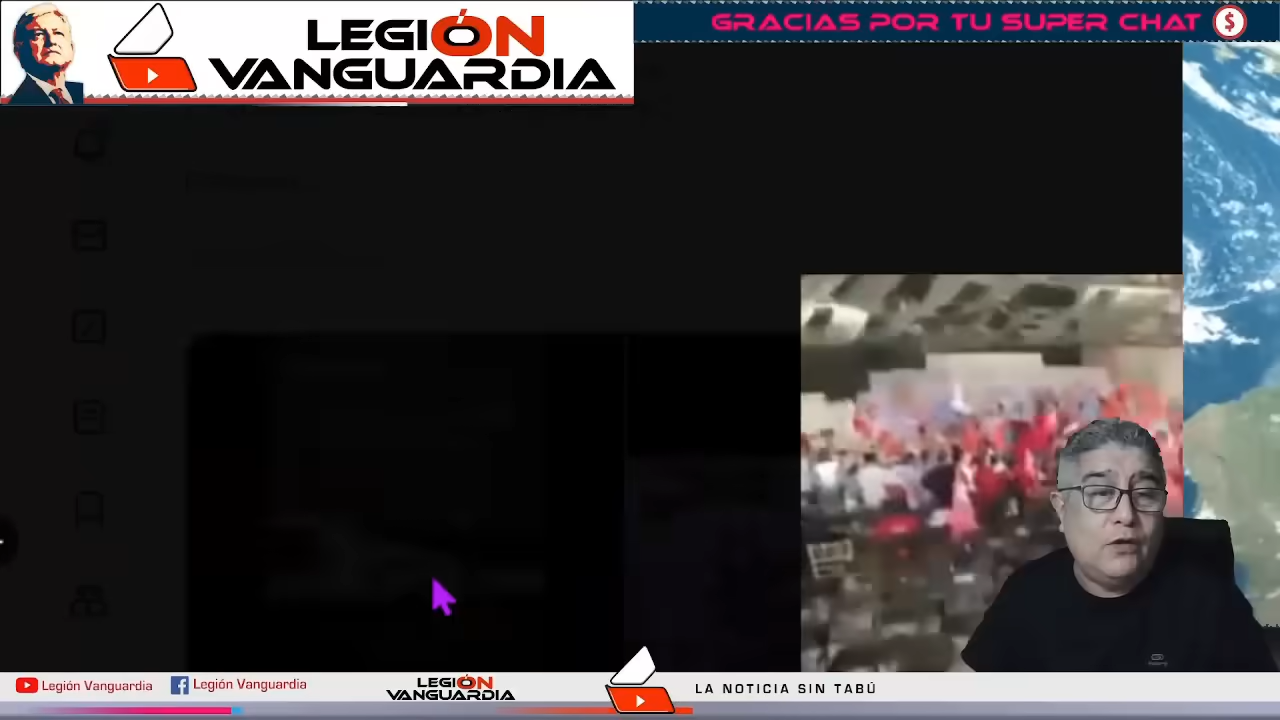 LEGIÓN
VANGUARDIA
GRACIAS POR TU SUPER CHAT
$
Legión Vanguardia
Legión Vanguardia
LEGIÓN
VANGUARDIA
LA NOTICIA SIN TABÚ